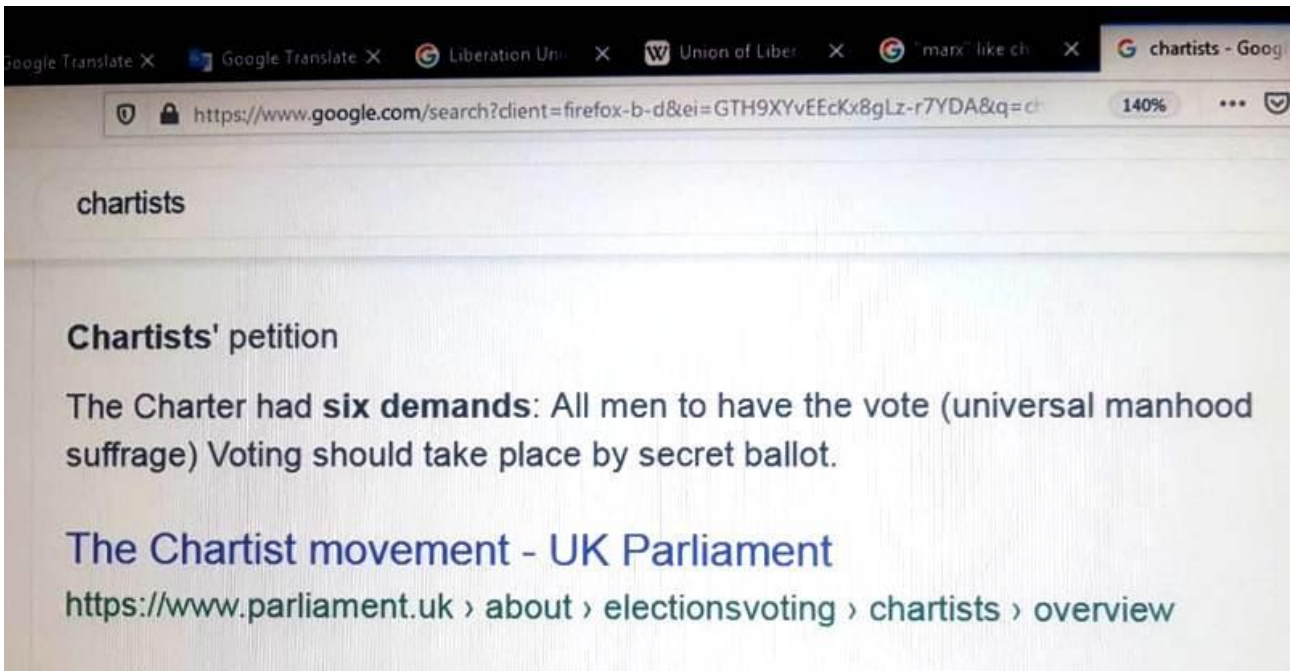 Google Translate Google Translate Liberation Uni Union of Liber "marx" like ch chartists - Goog
https://www.google.com/search?client=firefox-b-d&ei=GTH9XYvEEcKx8gLz-r7YDA&q=ch 140%
chartists
Chartists' petition
The Charter had six demands: All men to have the vote (universal manhood
suffrage) Voting should take place by secret ballot.
The Chartist movement - UK Parliament
https://www.parliament.uk › about › electionsvoting › chartists › overview